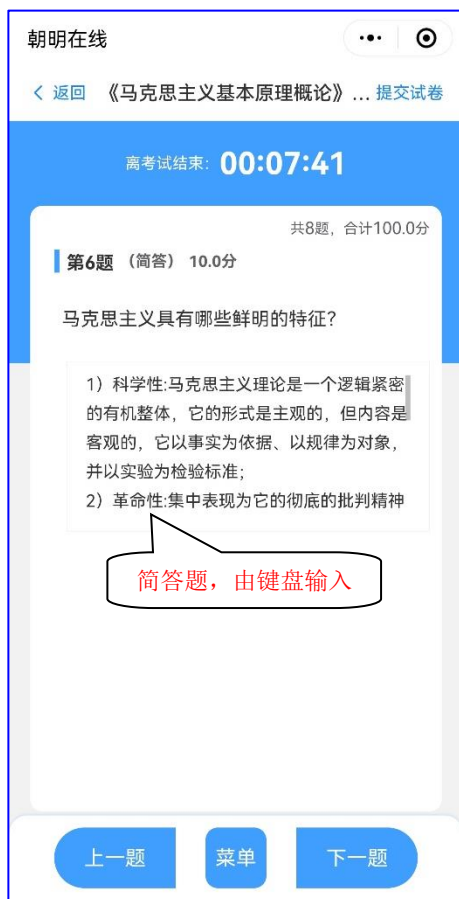 朝明在线
返回 《马克思主义基本原理概论》... 提交试卷
离考试结束: 00:07:41
共8题，合计100.0分
第6题 （简答） 10.0分
马克思主义具有哪些鲜明的特征？
1）科学性:马克思主义理论是一个逻辑紧密
的有机整体，它的形式是主观的，但内容是
客观的，它以事实为依据、以规律为对象，
并以实验为检验标准；
2）革命性:集中表现为它的彻底的批判精神
简答题，由键盘输入
上一题 菜单 下一题